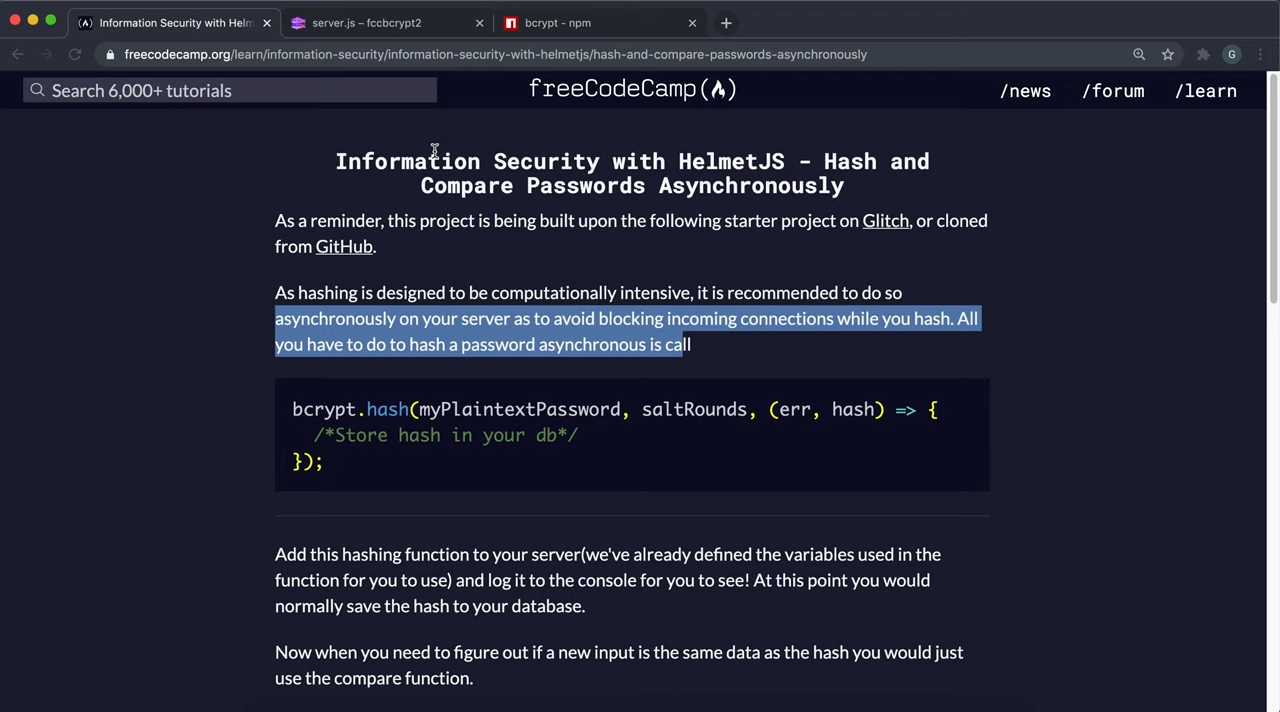 Information Security with Helm
server.js – fccbcrypt2
bcrypt - npm
freecodecamp.org/learn/information-security/information-security-with-helmetjs/hash-and-compare-passwords-asynchronously
G
Search 6,000+ tutorials
freeCodeCamp
/news
/forum
/learn
Information Security with HelmetJS - Hash and
Compare Passwords Asynchronously
As a reminder, this project is being built upon the following starter project on Glitch, or cloned
from GitHub.
As hashing is designed to be computationally intensive, it is recommended to do so
asynchronously on your server as to avoid blocking incoming connections while you hash. All
you have to do to hash a password asynchronous is call
bcrypt.hash(myPlaintextPassword, saltRounds, (err, hash) => {
/*Store hash in your db*/
});
Add this hashing function to your server(we've already defined the variables used in the
function for you to use) and log it to the console for you to see! At this point you would
normally save the hash to your database.
Now when you need to figure out if a new input is the same data as the hash you would just
use the compare function.